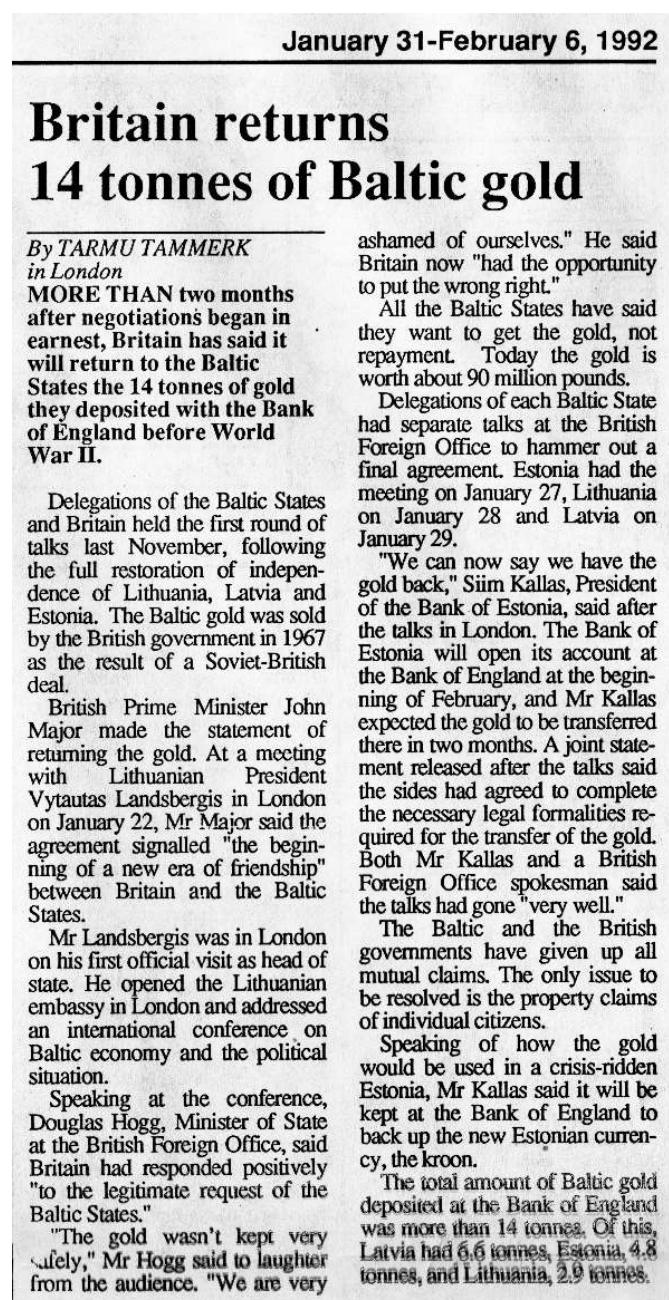 January 31-February 6, 1992
Britain returns
14 tonnes of Baltic gold
By TARMU TAMMERK
in London
MORE THAN two months
after negotiations began in
earnest, Britain has said it
will return to the Baltic
States the 14 tonnes of gold
they deposited with the Bank
of England before World
War II.
Delegations of the Baltic States
and Britain held the first round of
talks last November, following
the full restoration of indepen-
dence of Lithuania, Latvia and
Estonia. The Baltic gold was sold
by the British government in 1967
as the result of a Soviet-British
deal.
British Prime Minister John
Major made the statement of
returning the gold. At a meeting
with Lithuanian President
Vytautas Landsbergis in London
on January 22, Mr Major said the
agreement signalled "the begin-
ning of a new era of friendship"
between Britain and the Baltic
States.
Mr Landsbergis was in London
on his first official visit as head of
state. He opened the Lithuanian
embassy in London and addressed
an international conference on
Baltic economy and the political
situation.
Speaking at the conference,
Douglas Hogg, Minister of State
at the British Foreign Office, said
Britain had responded positively
"to the legitimate request of the
Baltic States."
"The gold wasn't kept very
safely," Mr Hogg said to laughter
from the audience. "We are very
ashamed of ourselves." He said
Britain now "had the opportunity
to put the wrong right."
All the Baltic States have said
they want to get the gold, not
repayment. Today the gold is
worth about 90 million pounds.
Delegations of each Baltic State
had separate talks at the British
Foreign Office to hammer out a
final agreement. Estonia had the
meeting on January 27, Lithuania
on January 28 and Latvia on
January 29.
"We can now say we have the
gold back," Siim Kallas, President
of the Bank of Estonia, said after
the talks in London. The Bank of
Estonia will open its account at
the Bank of England at the begin-
ning of February, and Mr Kallas
expected the gold to be transferred
there in two months. A joint state-
ment released after the talks said
the sides had agreed to complete
the necessary legal formalities re-
quired for the transfer of the gold.
Both Mr Kallas and a British
Foreign Office spokesman said
the talks had gone "very well."
The Baltic and the British
governments have given up all
mutual claims. The only issue to
be resolved is the property claims
of individual citizens.
Speaking of how the gold
would be used in a crisis-ridden
Estonia, Mr Kallas said it will be
kept at the Bank of England to
back up the new Estonian curren-
cy, the kroon.
The total amount of Baltic gold
deposited at the Bank of England
was more than 14 tonnes. Of this,
Latvia had 6.6 tonnes, Estonia, 4.8
tonnes, and Lithuania, 2.9 tonnes.